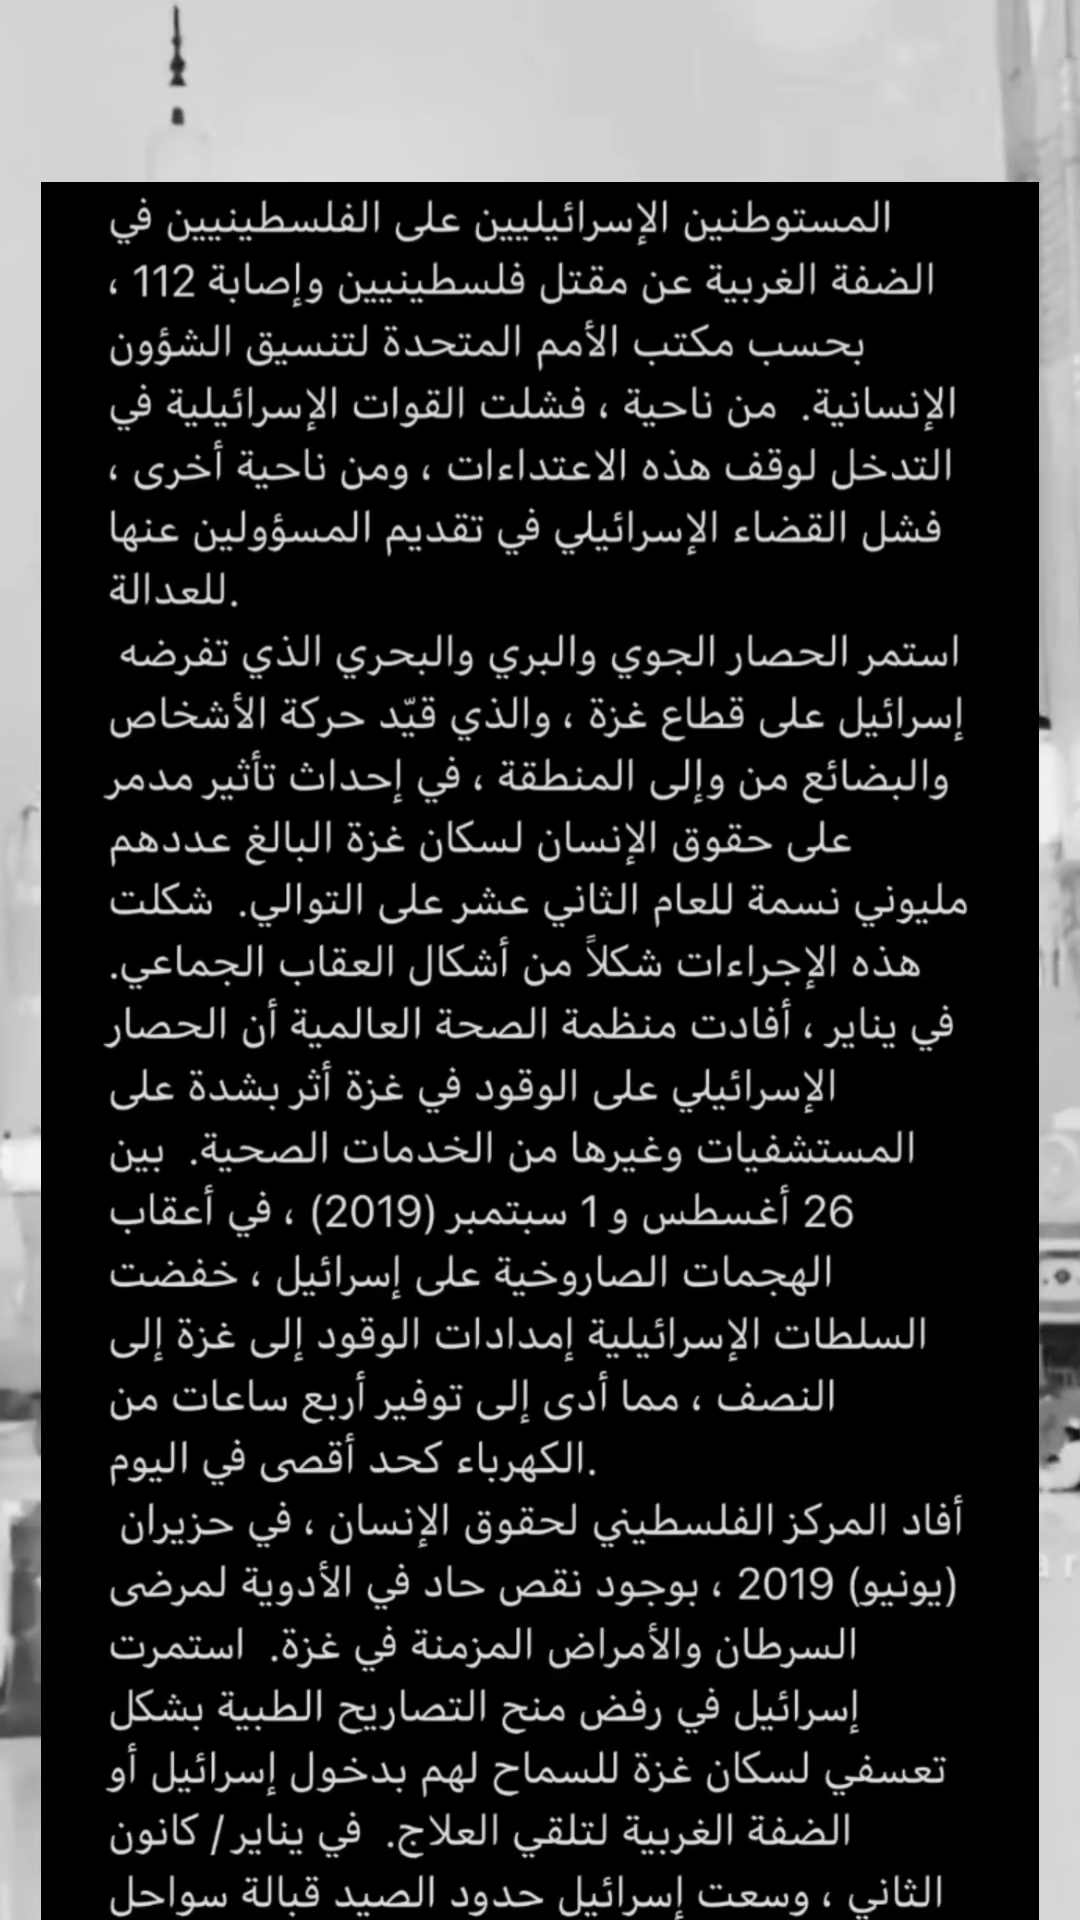 المستوطنين الإسرائيليين على الفلسطينيين في
الضفة الغربية عن مقتل فلسطينيين وإصابة 112 ،
بحسب مكتب الأمم المتحدة لتنسيق الشؤون
الإنسانية.  من ناحية ، فشلت القوات الإسرائيلية في
التدخل لوقف هذه الاعتداءات ، ومن ناحية أخرى ،
فشل القضاء الإسرائيلي في تقديم المسؤولين عنها
للعدالة.
استمر الحصار الجوي والبري والبحري الذي تفرضه
إسرائيل على قطاع غزة ، والذي قيّد حركة الأشخاص
والبضائع من وإلى المنطقة ، في إحداث تأثير مدمر
على حقوق الإنسان لسكان غزة البالغ عددهم
مليوني نسمة للعام الثاني عشر على التوالي.  شكلت
هذه الإجراءات شكلاً من أشكال العقاب الجماعي.
في يناير ، أفادت منظمة الصحة العالمية أن الحصار
الإسرائيلي على الوقود في غزة أثر بشدة على
المستشفيات وغيرها من الخدمات الصحية.  بين
26 أغسطس و 1 سبتمبر (2019) ، في أعقاب
الهجمات الصاروخية على إسرائيل ، خفضت
السلطات الإسرائيلية إمدادات الوقود إلى غزة إلى
النصف ، مما أدى إلى توفير أربع ساعات من
الكهرباء كحد أقصى في اليوم.
أفاد المركز الفلسطيني لحقوق الإنسان ، في حزيران
(يونيو) 2019 ، بوجود نقص حاد في الأدوية لمرضى
السرطان والأمراض المزمنة في غزة.  استمرت
إسرائيل في رفض منح التصاريح الطبية بشكل
تعسفي لسكان غزة للسماح لهم بدخول إسرائيل أو
الضفة الغربية لتلقي العلاج.  في يناير / كانون
الثاني ، وسعت إسرائيل حدود الصيد قبالة سواحل